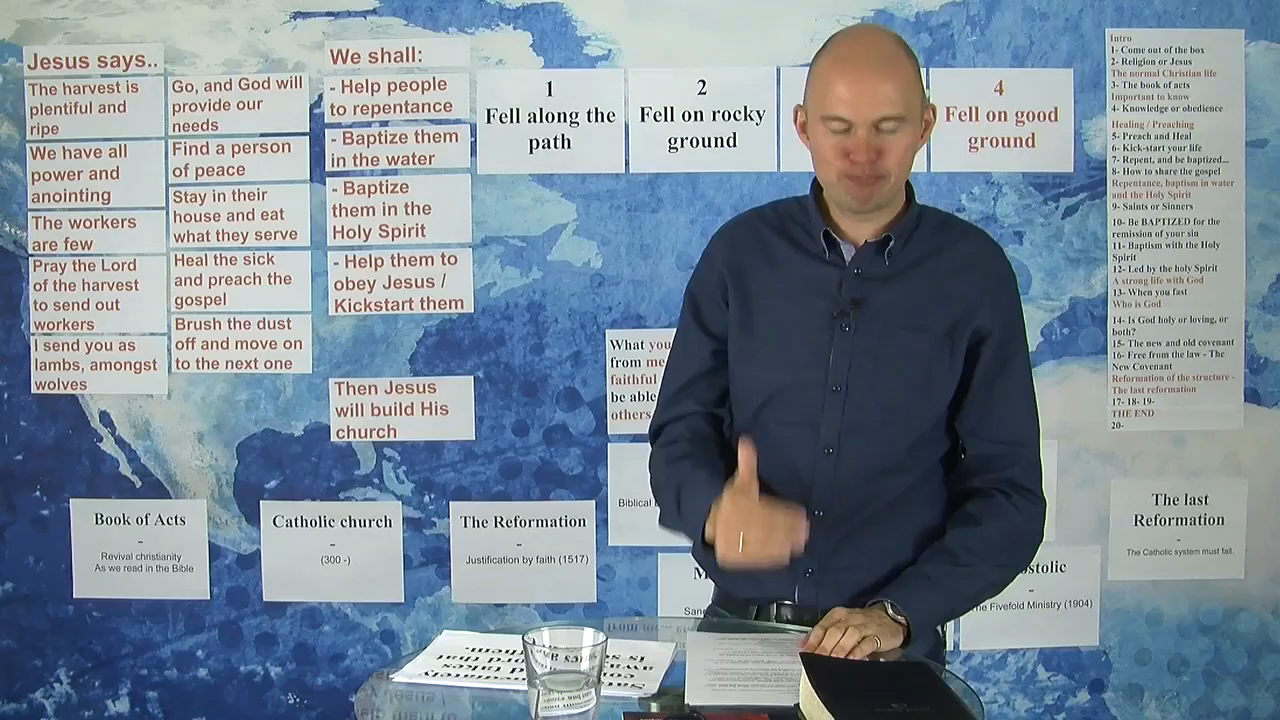 Jesus says..
The harvest is
plentiful and
ripe
We have all
power and
anointing
The workers
are few
Pray the Lord
of the harvest
to send out
workers
I send you as
lambs, amongst
wolves
Go, and God will
provide our
needs
Find a person
of peace
Stay in their
house and eat
what they serve
Heal the sick
and preach the
gospel
Brush the dust
off and move on
to the next one
We shall:
- Help people
to repentance
- Baptize them
in the water
- Baptize
them in the
Holy Spirit
- Help them to
obey Jesus /
Kickstart them
Then Jesus
will build His
church
1
Fell along the
path
2
Fell on rocky
ground
4
Fell on good
ground
What you
from me
faithful
be able
others
Intro
1- Come out of the box
2- Religion or Jesus
The normal Christian life
3- The book of acts
Important to know
4- Knowledge or obedience
Healing / Preaching
5- Preach and Heal
6- Kick-start your life
7- Repent, and be baptized...
8- How to share the gospel
Repentance, baptism in water
and the Holy Spirit
9- Saints or Sinners
10- Be BAPTIZED for the
remission of your sin
11- Baptism with the Holy
Spirit
12- Led by the holy Spirit
A strong life with God
13- When you fast
Who is God
14- Is God holy or loving, or
both?
15- The new and old covenant
16- Free from the law - The
New Covenant
Reformation of the structure -
The last reformation
17- 18- 19-
THE END
20-
Book of Acts
-
Revival christianity
As we read in the Bible
Catholic church
-
(300 -)
The Reformation
-
Justification by faith (1517)
Biblical
-
The Fivefold Ministry (1904)
The last
Reformation
-
The Catholic system must fall.